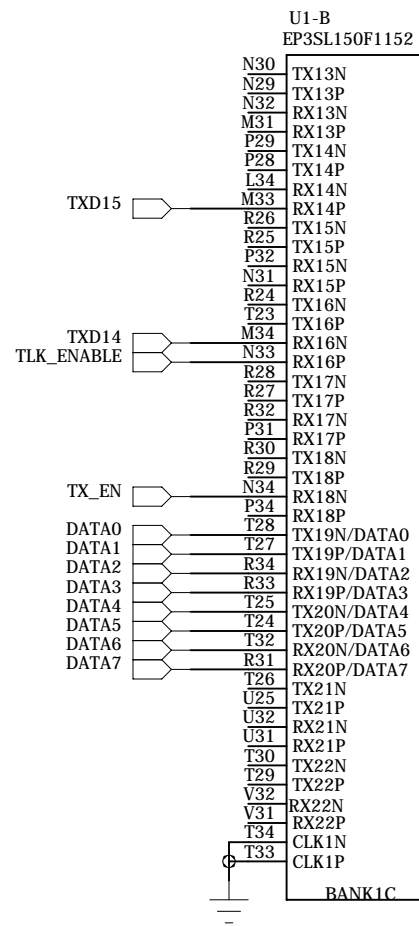 U1-B
EP3SL150F1152
N30 TX13N
N29 TX13P
N32 RX13N
M31 RX13P
P29 TX14N
P28 TX14P
L34 RX14N
TXD15 M33 RX14P
R26 TX15N
R25 TX15P
P32 RX15N
N31 RX15P
R24 TX16N
T23 TX16P
TXD14 M34 RX16N
TLK_ENABLE N33 RX16P
R28 TX17N
R27 TX17P
R32 RX17N
P31 RX17P
R30 TX18N
R29 TX18P
TX_EN N34 RX18N
P34 RX18P
DATA0 T28 TX19N/DATA0
DATA1 T27 TX19P/DATA1
DATA2 R34 RX19N/DATA2
DATA3 R33 RX19P/DATA3
DATA4 T25 TX20N/DATA4
DATA5 T24 TX20P/DATA5
DATA6 T32 RX20N/DATA6
DATA7 R31 RX20P/DATA7
T26 TX21N
U25 TX21P
U32 RX21N
U31 RX21P
T30 TX22N
T29 TX22P
V32 RX22N
V31 RX22P
T34 CLK1N
T33 CLK1P
BANK1C